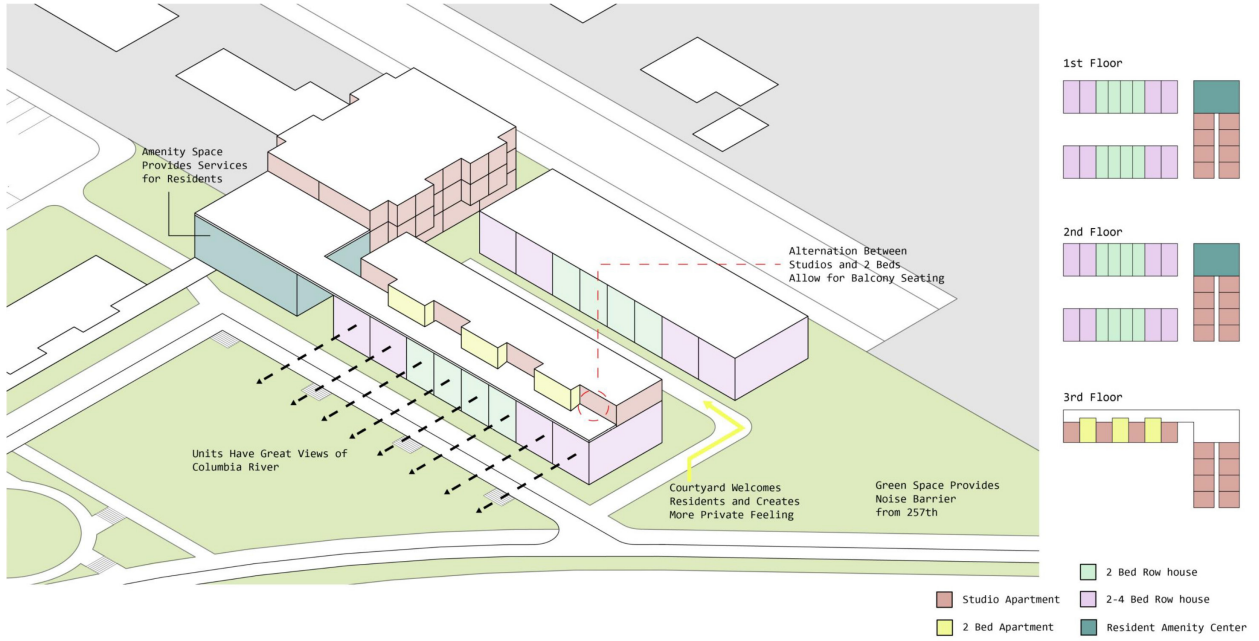 1st Floor
Amenity Space
Provides Services
for Residents
2nd Floor
Alternation Between
Studios and 2 Beds
Allow for Balcony Seating
3rd Floor
Units Have Great Views of
Columbia River
Courtyard Welcomes
Residents and Creates
More Private Feeling
Green Space Provides
Noise Barrier
from 257th
2 Bed Row house
Studio Apartment
2-4 Bed Row house
2 Bed Apartment
Resident Amenity Center